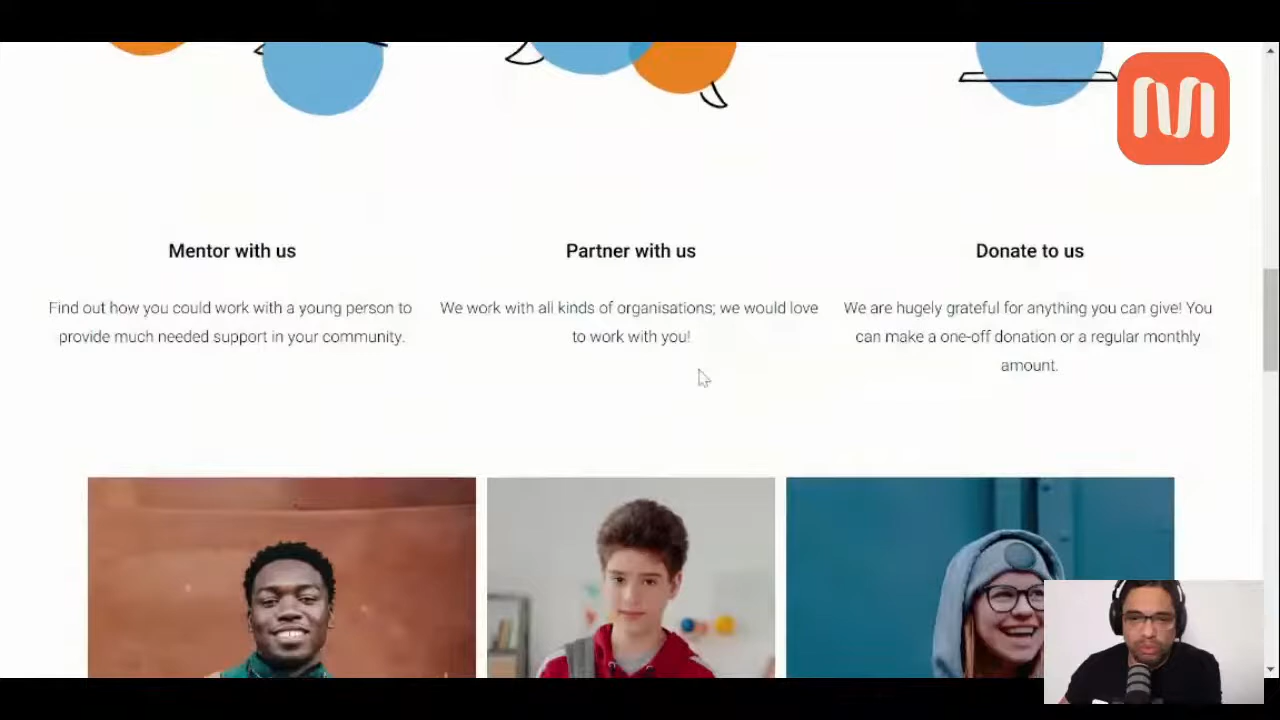 Mentor with us
Find out how you could work with a young person to
provide much needed support in your community.
Partner with us
We work with all kinds of organisations; we would love
to work with you!
Donate to us
We are hugely grateful for anything you can give! You
can make a one-off donation or a regular monthly
amount.